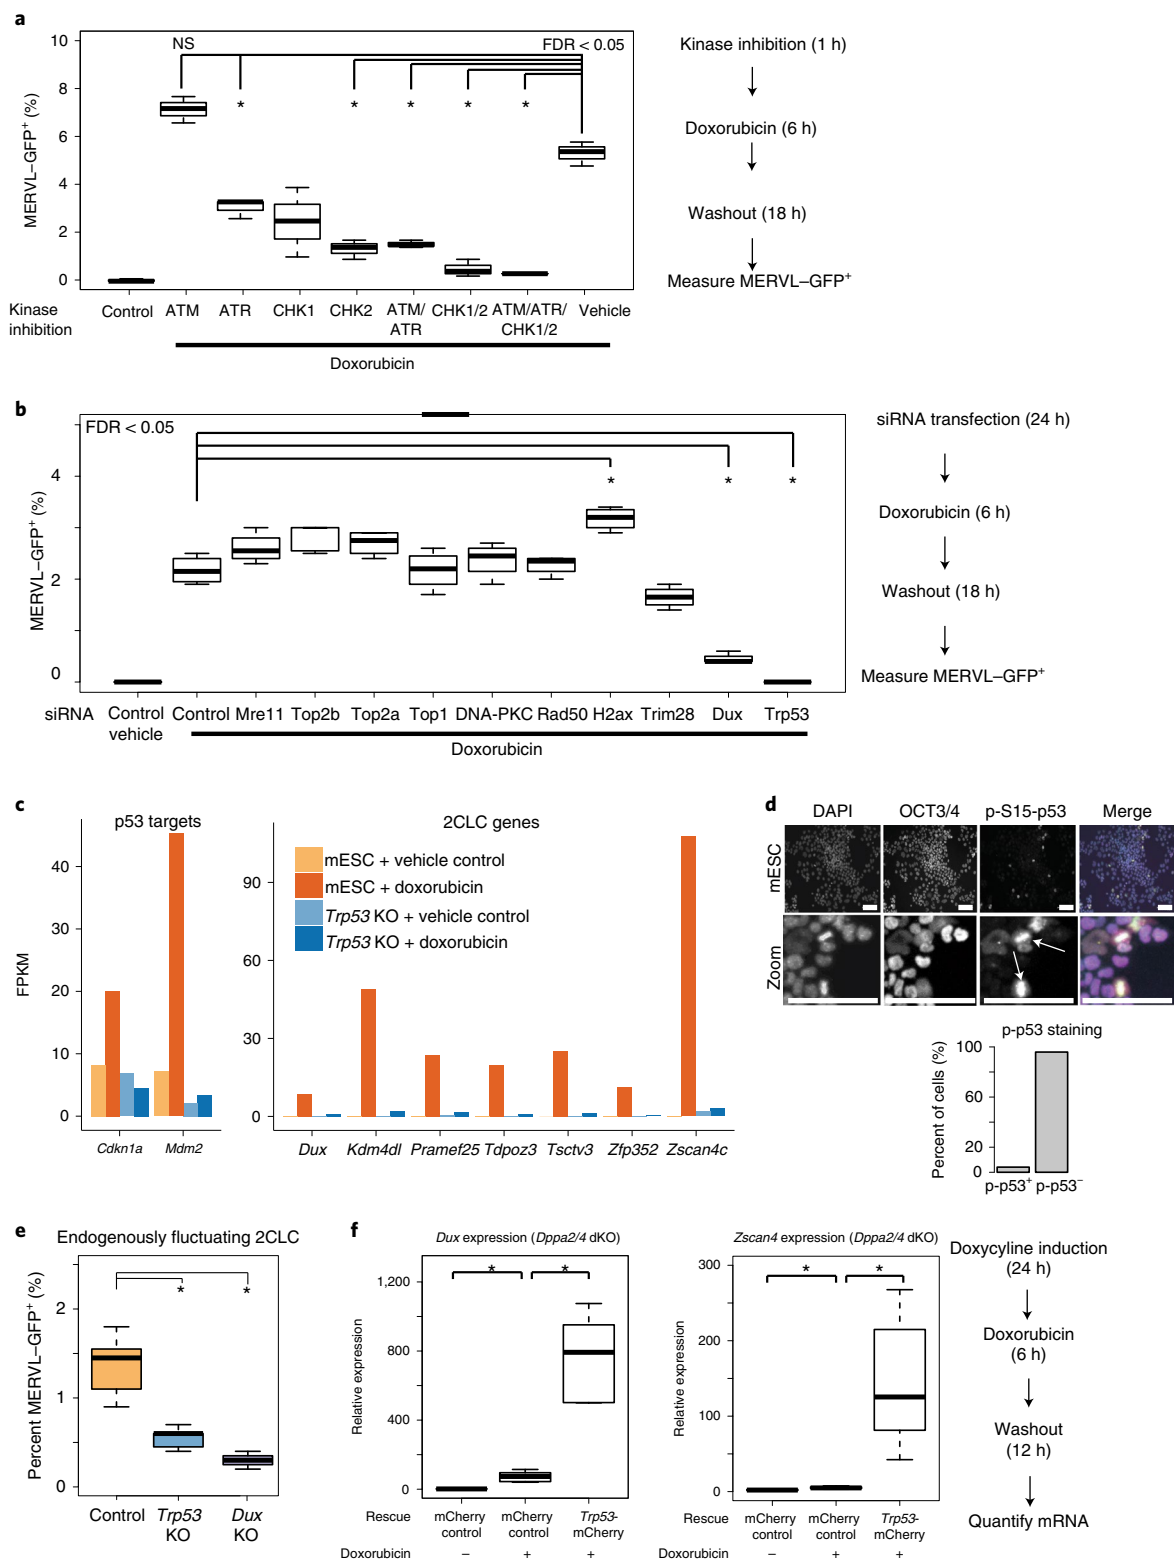 a
NS
FDR < 0.05
*
*
*
*
*
10
8
6
4
2
0
MERVL–GFP⁺ (%)
Kinase inhibition
Control
ATM
ATR
CHK1
CHK2
ATM/ATR
CHK1/2
ATM/ATR/CHK1/2
Vehicle
Doxorubicin
Kinase inhibition (1 h)
Doxorubicin (6 h)
Washout (18 h)
Measure MERVL–GFP⁺
b
FDR < 0.05
*
*
*
4
2
0
MERVL–GFP⁺ (%)
siRNA
Control vehicle
Control
Mre11
Top2b
Top2a
Top1
DNA-PKC
Rad50
H2ax
Trim28
Dux
Trp53
Doxorubicin
siRNA transfection (24 h)
Doxorubicin (6 h)
Washout (18 h)
Measure MERVL–GFP⁺
c
p53 targets
40
30
20
10
0
FPKM
Cdkn1a
Mdm2
2CLC genes
mESC + vehicle control
mESC + doxorubicin
Trp53 KO + vehicle control
Trp53 KO + doxorubicin
90
60
30
0
Dux
Kdm4dl
Pramef25
Tdpoz3
Tsctv3
Zfp352
Zscan4c
d
DAPI
OCT3/4
p-S15-p53
Merge
mESC
Zoom
p-p53 staining
100
80
60
40
20
0
Percent of cells (%)
p-p53⁺
p-p53⁻
e
Endogenously fluctuating 2CLC
*
*
2
1
0
Percent MERVL–GFP⁺ (%)
Control
Trp53 KO
Dux KO
f
Dux expression (Dppa2/4 dKO)
*
*
1,200
800
400
0
Relative expression
Rescue
mCherry control
mCherry control
Trp53-mCherry
Doxorubicin
–
+
+
Zscan4 expression (Dppa2/4 dKO)
*
*
300
200
150
100
50
0
Relative expression
Rescue
mCherry control
mCherry control
Trp53-mCherry
Doxorubicin
–
+
+
Doxycyline induction
(24 h)
Doxorubicin
(6 h)
Washout
(12 h)
Quantify mRNA